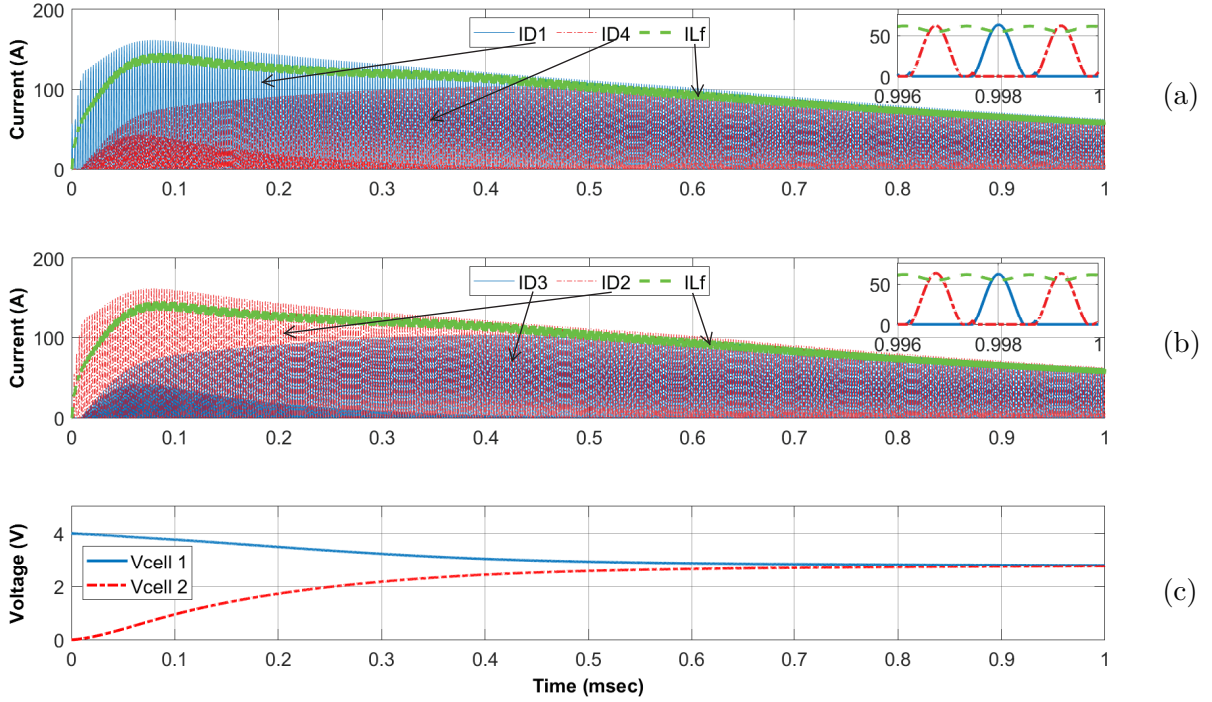 200
150
100
50
0
Current (A)
ID1 ID4 ILf
50
0
0.996 0.998 1
0 0.1 0.2 0.3 0.4 0.5 0.6 0.7 0.8 0.9 1
(a)
200
100
0
Current (A)
ID3 ID2 ILf
50
0
0.996 0.998 1
0 0.1 0.2 0.3 0.4 0.5 0.6 0.7 0.8 0.9 1
(b)
4
2
0
Voltage (V)
Vcell 1
Vcell 2
0 0.1 0.2 0.3 0.4 0.5 0.6 0.7 0.8 0.9 1
Time (msec)
(c)